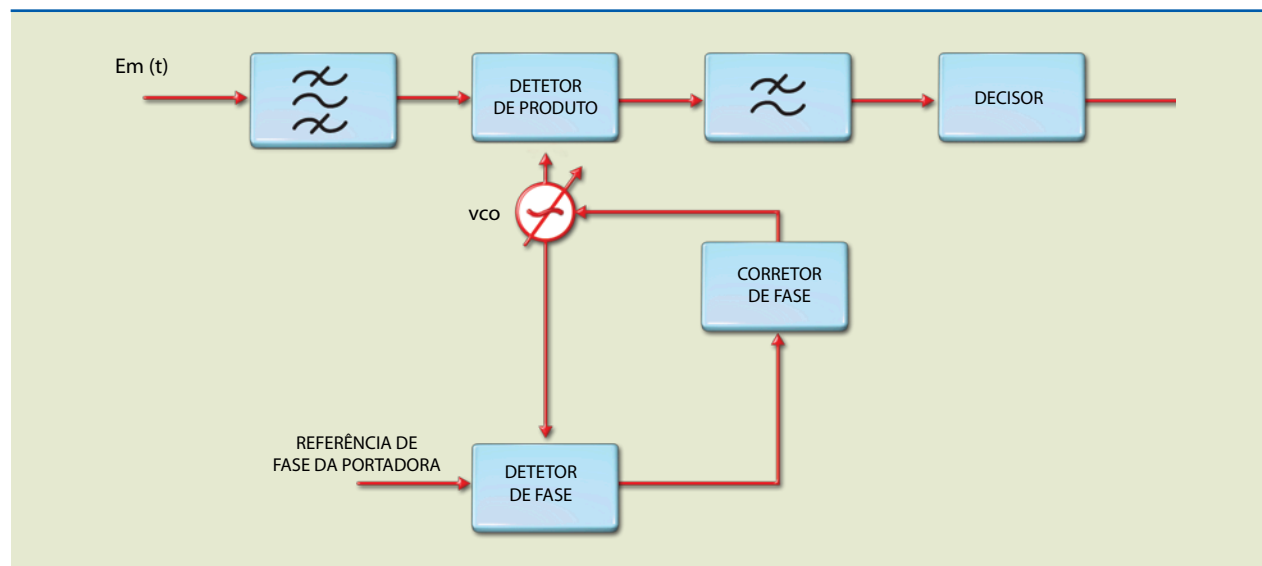 Em (t)
DETETOR
DE PRODUTO
DECISOR
vco
CORRETOR
DE FASE
REFERÊNCIA DE
FASE DA PORTADORA
DETETOR
DE FASE